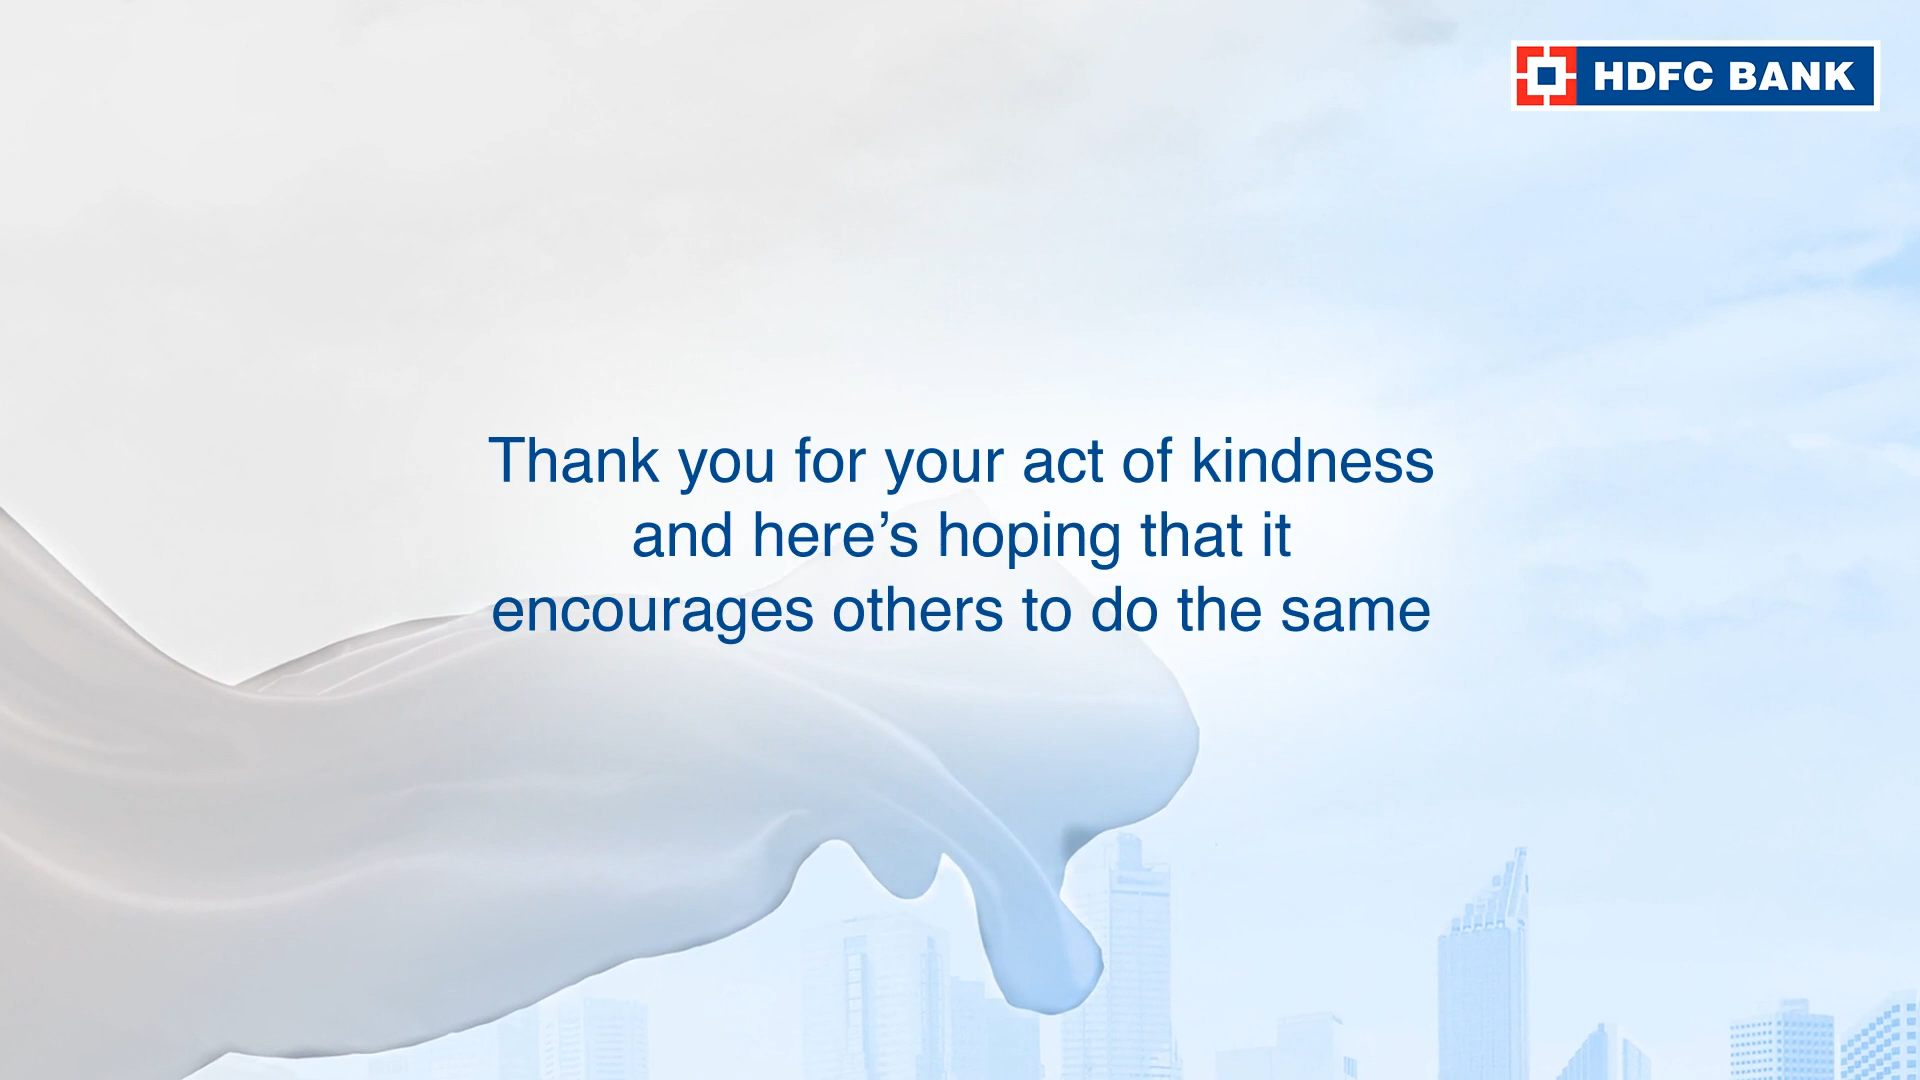 HDFC BANK
Thank you for your act of kindness
and here’s hoping that it
encourages others to do the same